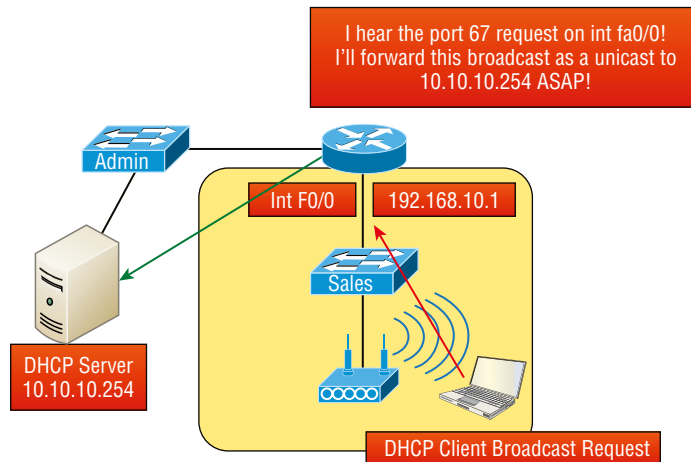 I hear the port 67 request on int fa0/0!
I'll forward this broadcast as a unicast to
10.10.10.254 ASAP!
Admin
Int F0/0
192.168.10.1
Sales
DHCP Server
10.10.10.254
DHCP Client Broadcast Request